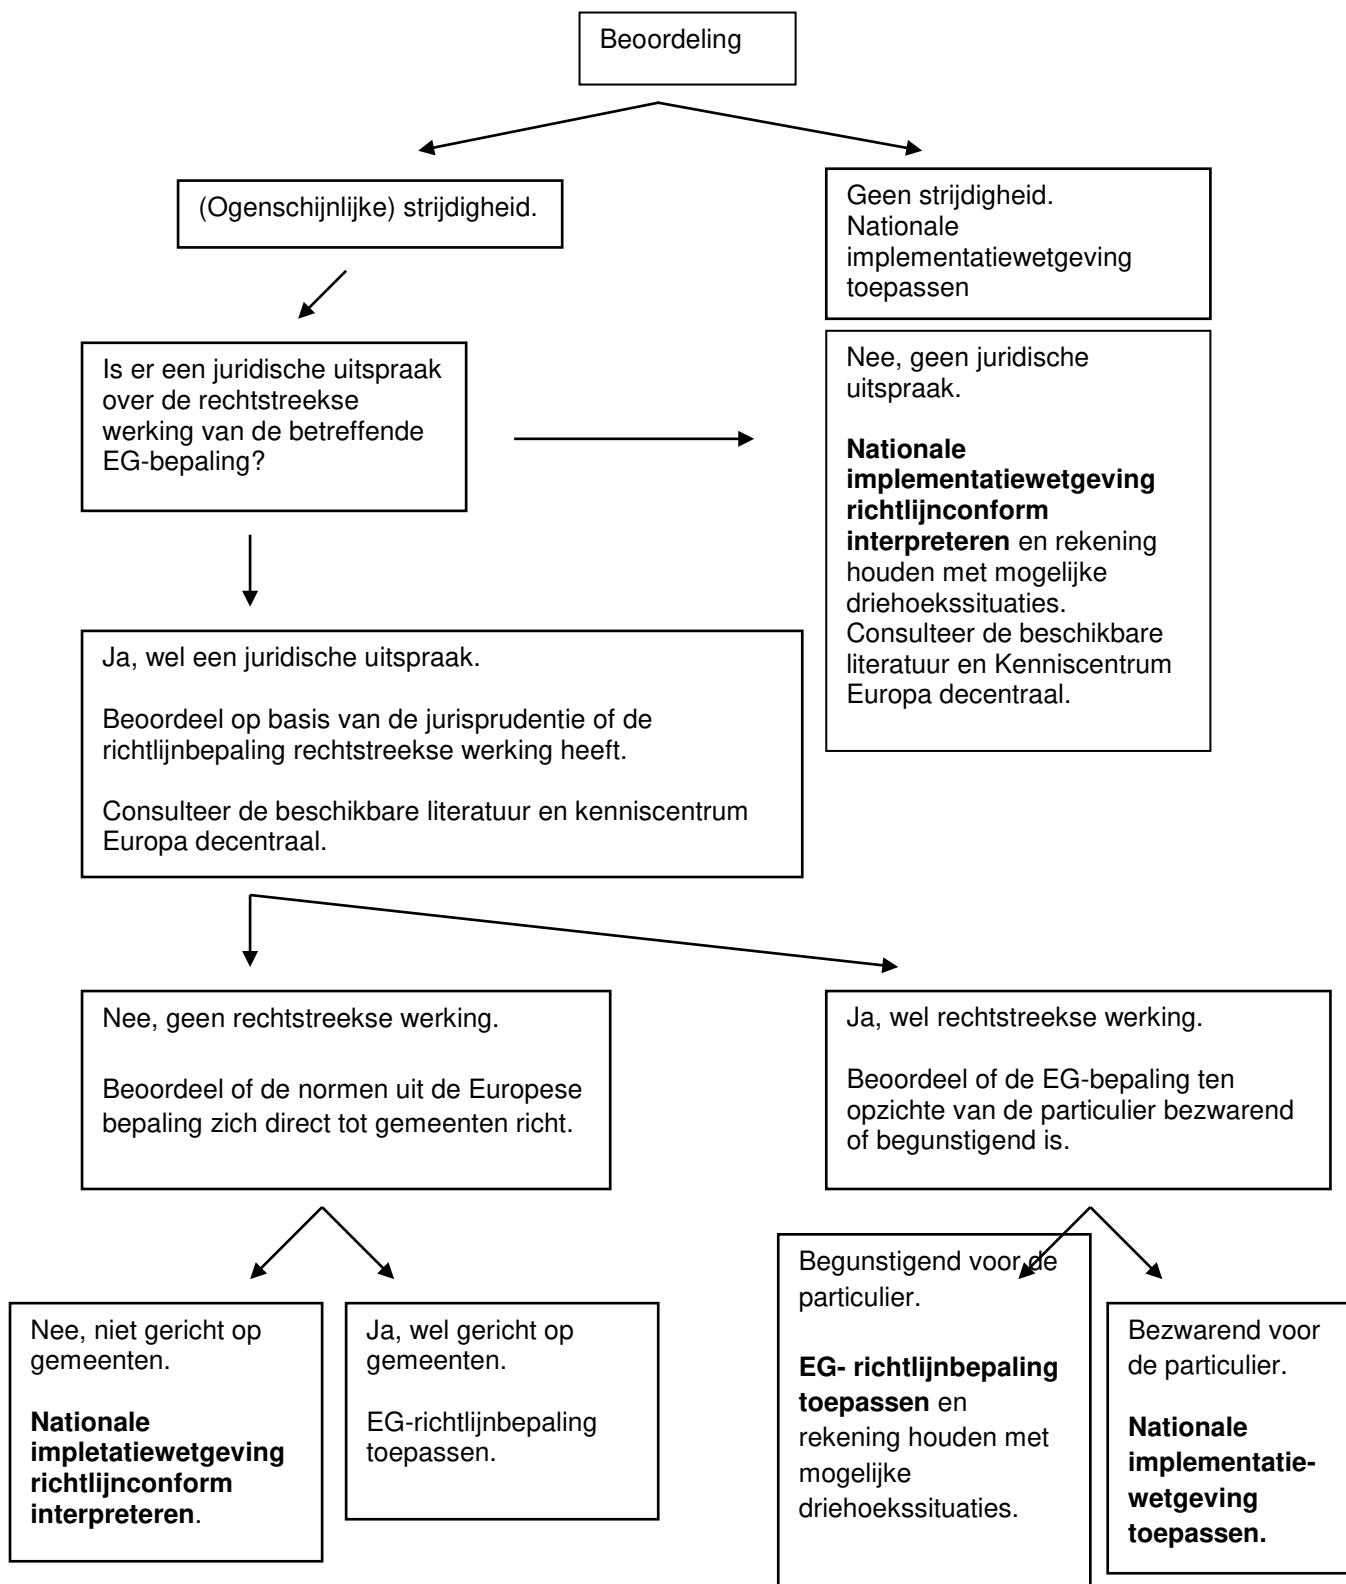 Beoordeling
(Ogenschijnlijke) strijdigheid.
Geen strijdigheid.
Nationale
implementatiewetgeving
toepassen
Is er een juridische uitspraak
over de rechtstreekse
werking van de betreffende
EG-bepaling?
Nee, geen juridische
uitspraak.
Nationale
implementatiewetgeving
richtlijnconform
interpreteren en rekening
houden met mogelijke
driehoekssituaties.
Consulteer de beschikbare
literatuur en Kenniscentrum
Europa decentraal.
Ja, wel een juridische uitspraak.
Beoordeel op basis van de jurisprudentie of de
richtlijnbepaling rechtstreekse werking heeft.
Consulteer de beschikbare literatuur en kenniscentrum
Europa decentraal.
Nee, geen rechtstreekse werking.
Beoordeel of de normen uit de Europese
bepaling zich direct tot gemeenten richt.
Ja, wel rechtstreekse werking.
Beoordeel of de EG-bepaling ten
opzichte van de particulier bezwarend
of begunstigend is.
Nee, niet gericht op
gemeenten.
Nationale
impletatiewetgeving
richtlijnconform
interpreteren.
Ja, wel gericht op
gemeenten.
EG-richtlijnbepaling
toepassen.
Begunstigend voor de
particulier.
EG- richtlijnbepaling
toepassen en
rekening houden met
mogelijke
driehoekssituaties.
Bezwarend voor
de particulier.
Nationale
implementatie-
wetgeving
toepassen.